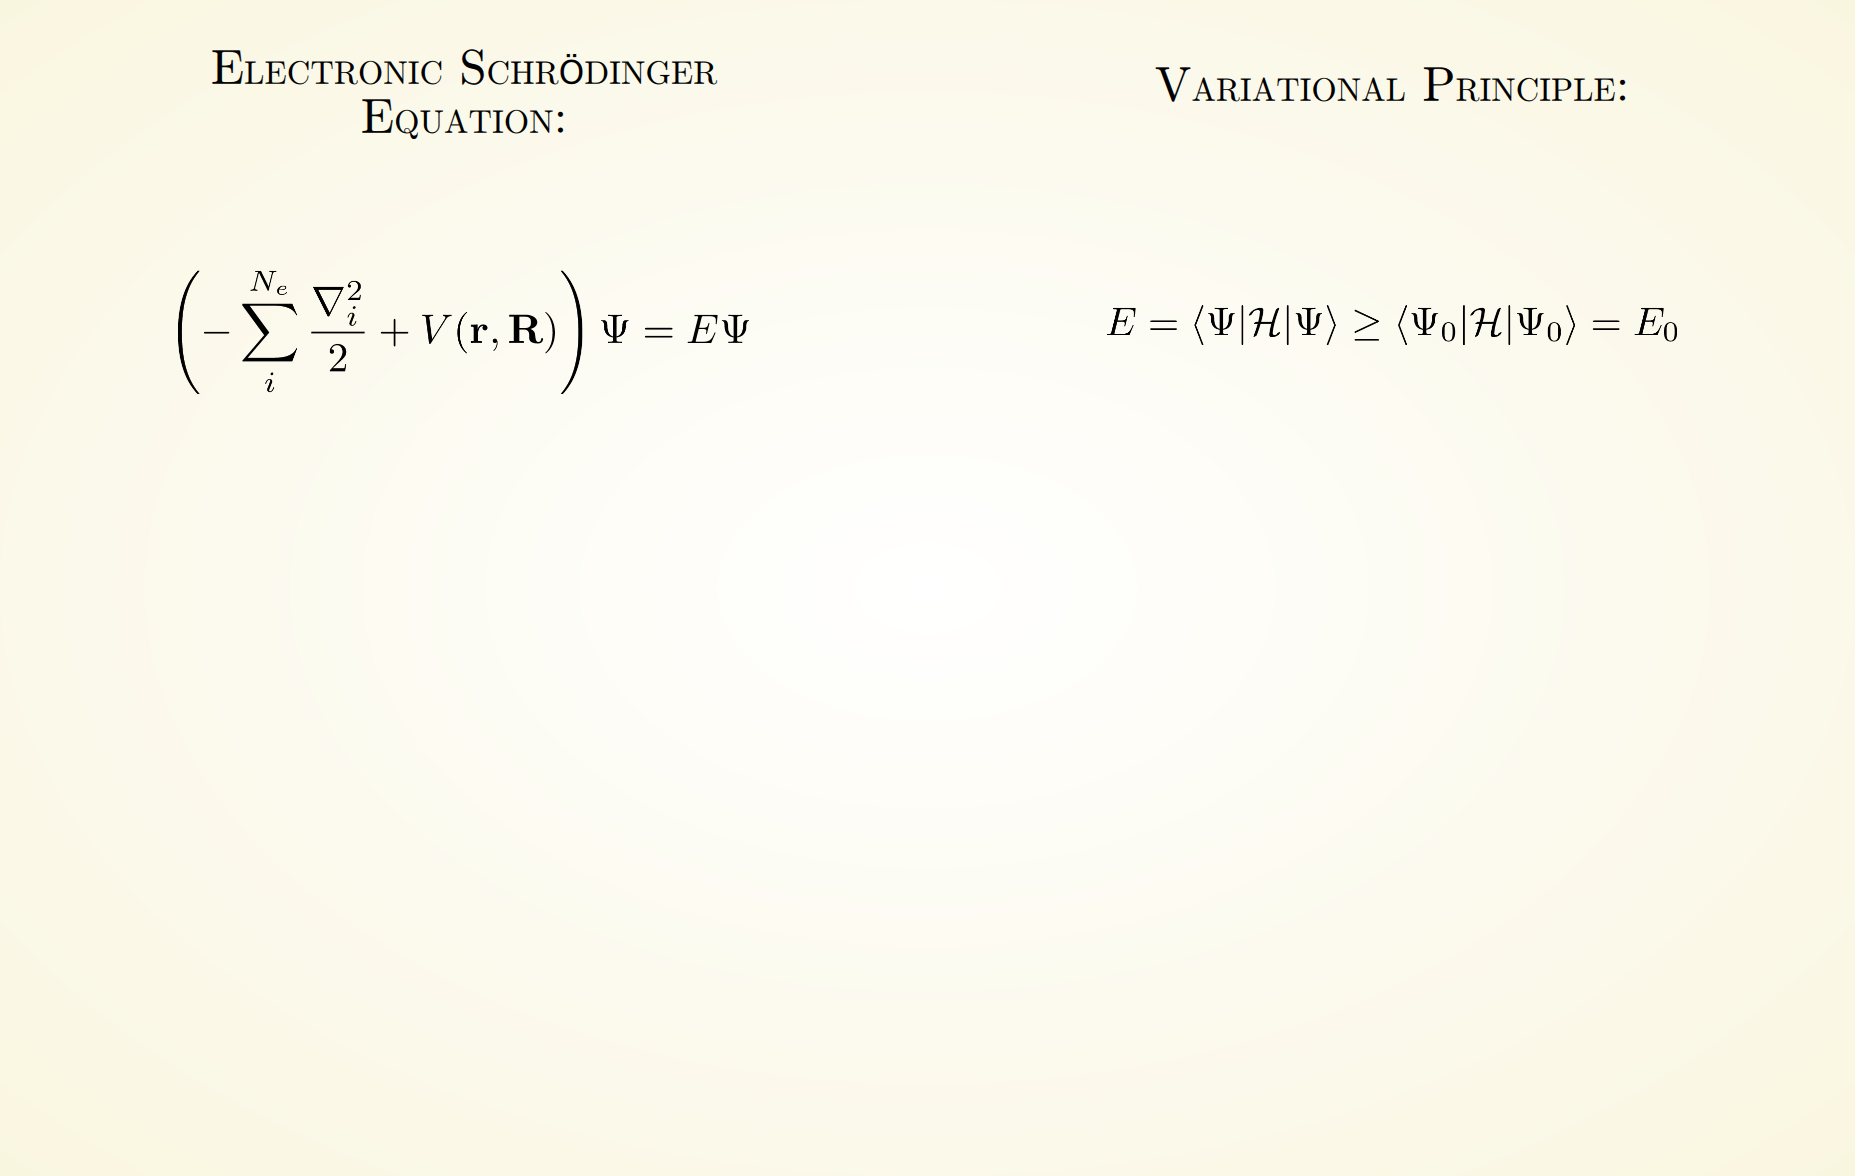 Electronic Schrödinger
Equation:
Variational Principle:
$\left(-\sum_{i}^{N_e} \frac{\nabla_i^2}{2} + V(\mathbf{r}, \mathbf{R})\right) \Psi = E\Psi$
$E = \langle\Psi|\mathcal{H}|\Psi\rangle \geq \langle\Psi_0|\mathcal{H}|\Psi_0\rangle = E_0$